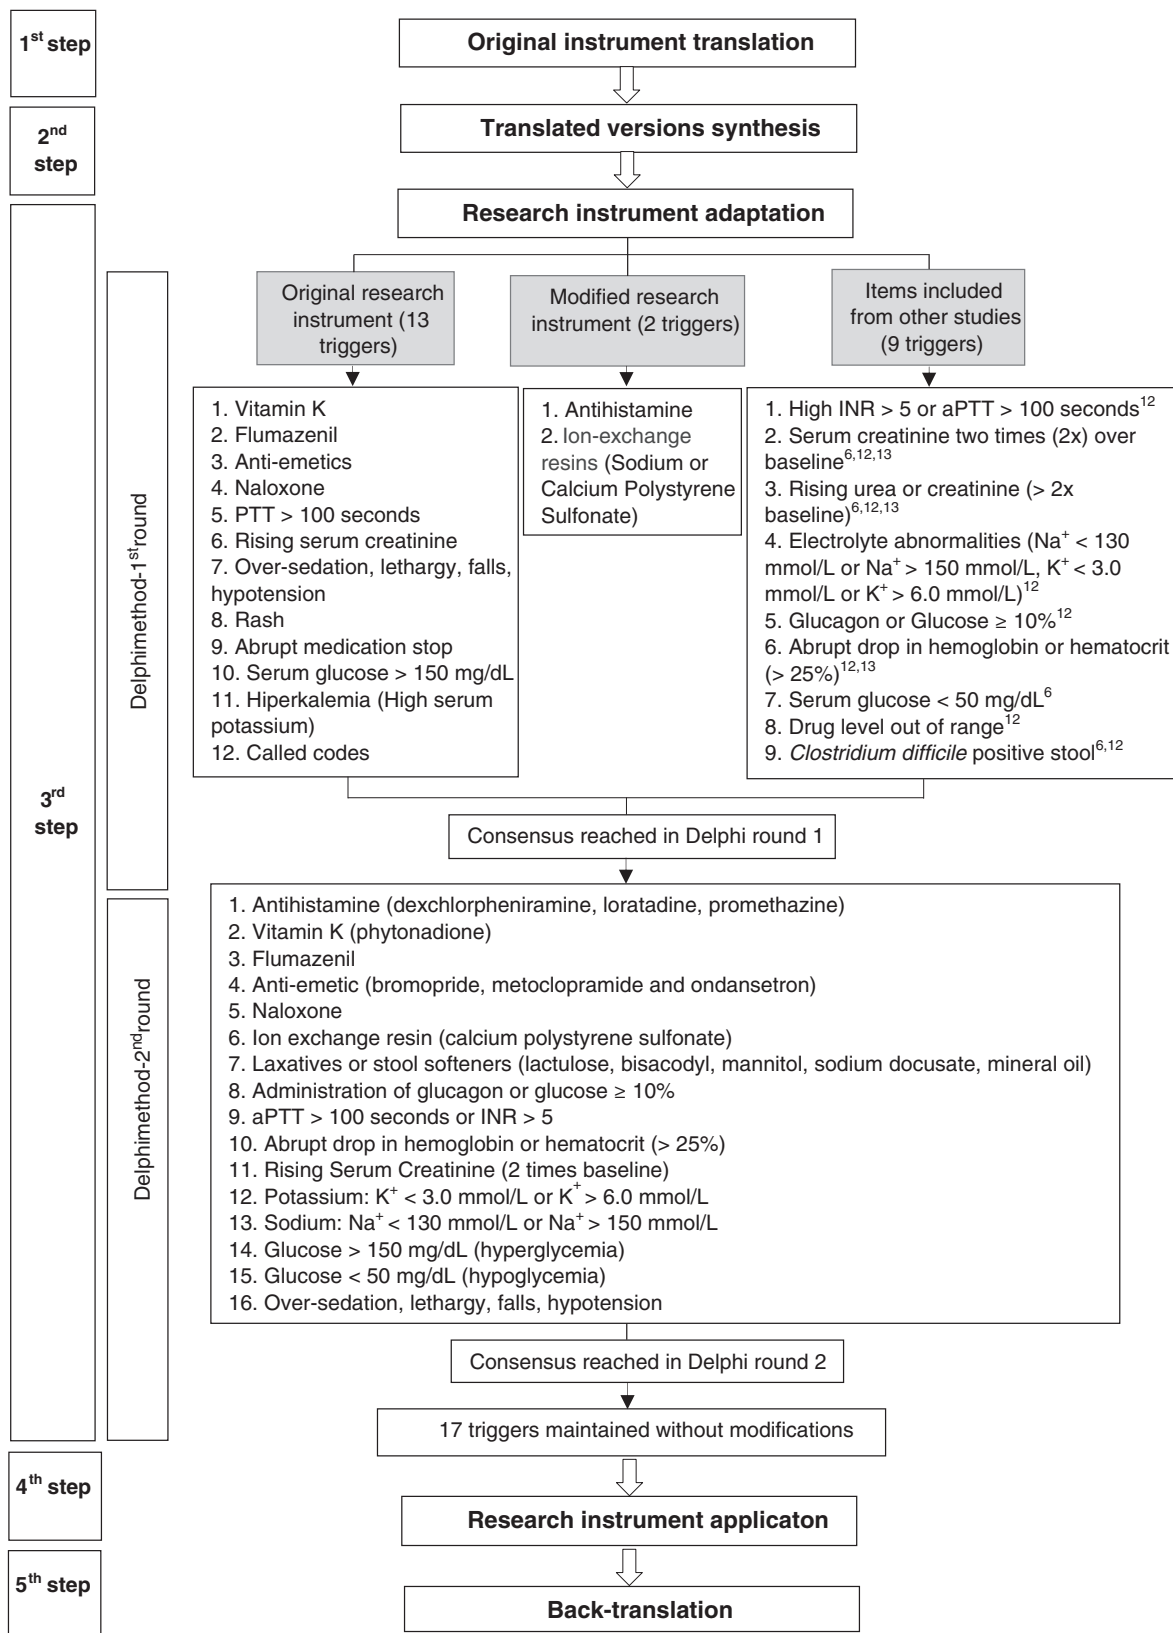 1st step
Original instrument translation
2nd
step
Translated versions synthesis
3rd
step
Research instrument adaptation
Delphimethod-1st round
Original research
instrument (13
triggers)
Modified research
instrument (2 triggers)
Items included
from other studies
(9 triggers)
1. Vitamin K
2. Flumazenil
3. Anti-emetics
4. Naloxone
5. PTT > 100 seconds
6. Rising serum creatinine
7. Over-sedation, lethargy, falls,
hypotension
8. Rash
9. Abrupt medication stop
10. Serum glucose > 150 mg/dL
11. Hiperkalemia (High serum
potassium)
12. Called codes
1. Antihistamine
2. Ion-exchange
resins (Sodium or
Calcium Polystyrene
Sulfonate)
1. High INR > 5 or aPTT > 100 seconds12
2. Serum creatinine two times (2x) over
baseline6,12,13
3. Rising urea or creatinine (> 2x
baseline)6,12,13
4. Electrolyte abnormalities (Na+ < 130
mmol/L or Na+ > 150 mmol/L, K+ < 3.0
mmol/L or K+ > 6.0 mmol/L)12
5. Glucagon or Glucose ≥ 10%12
6. Abrupt drop in hemoglobin or hematocrit
(> 25%)12,13
7. Serum glucose < 50 mg/dL6
8. Drug level out of range12
9. Clostridium difficile positive stool6,12
Consensus reached in Delphi round 1
Delphimethod-2nd round
1. Antihistamine (dexchlorpheniramine, loratadine, promethazine)
2. Vitamin K (phytonadione)
3. Flumazenil
4. Anti-emetic (bromopride, metoclopramide and ondansetron)
5. Naloxone
6. Ion exchange resin (calcium polystyrene sulfonate)
7. Laxatives or stool softeners (lactulose, bisacodyl, mannitol, sodium docusate, mineral oil)
8. Administration of glucagon or glucose ≥ 10%
9. aPTT > 100 seconds or INR > 5
10. Abrupt drop in hemoglobin or hematocrit (> 25%)
11. Rising Serum Creatinine (2 times baseline)
12. Potassium: K+ < 3.0 mmol/L or K+ > 6.0 mmol/L
13. Sodium: Na+ < 130 mmol/L or Na+ > 150 mmol/L
14. Glucose > 150 mg/dL (hyperglycemia)
15. Glucose < 50 mg/dL (hypoglycemia)
16. Over-sedation, lethargy, falls, hypotension
Consensus reached in Delphi round 2
17 triggers maintained without modifications
4th step
Research instrument applicaton
5th step
Back-translation